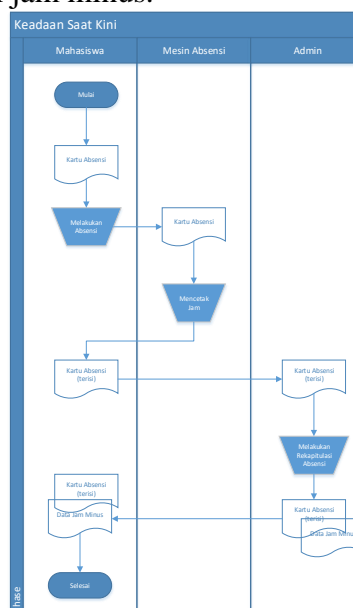 jam minus.
Keadaan Saat Kini
Mahasiswa
Mesin Absensi
Admin
Mulai
Kartu Absensi
Melakukan
Absensi
Kartu Absensi
Mencetak
Jam
Kartu Absensi
(terisi)
Kartu Absensi
(terisi)
Melakukan
Rekapitulasi
Absensi
Kartu Absensi
(terisi)
Data Jam Minus
Kartu Absensi
(terisi)
Data Jam Minu
Selesai
hase